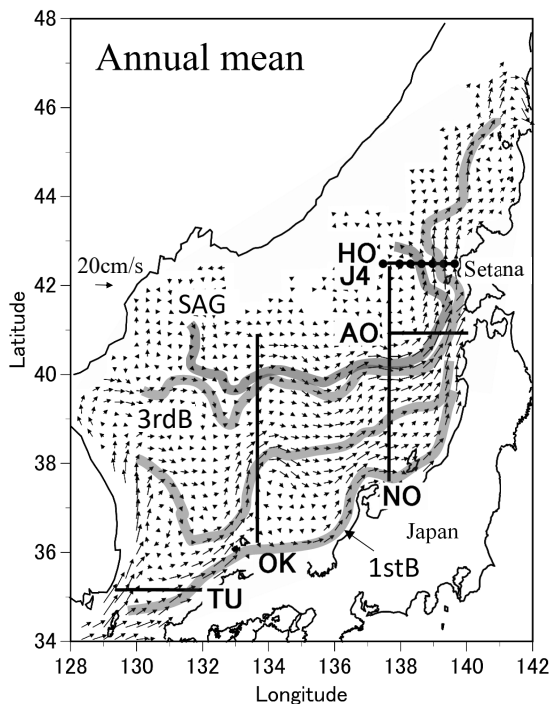 48
Annual mean
46
44
HO
J4
Setana
20cm/s
42
SAG
AO
Latitude
40
3rdB
38
NO
Japan
36
OK
1stB
TU
34
128
130
132
134
136
138
140
142
Longitude